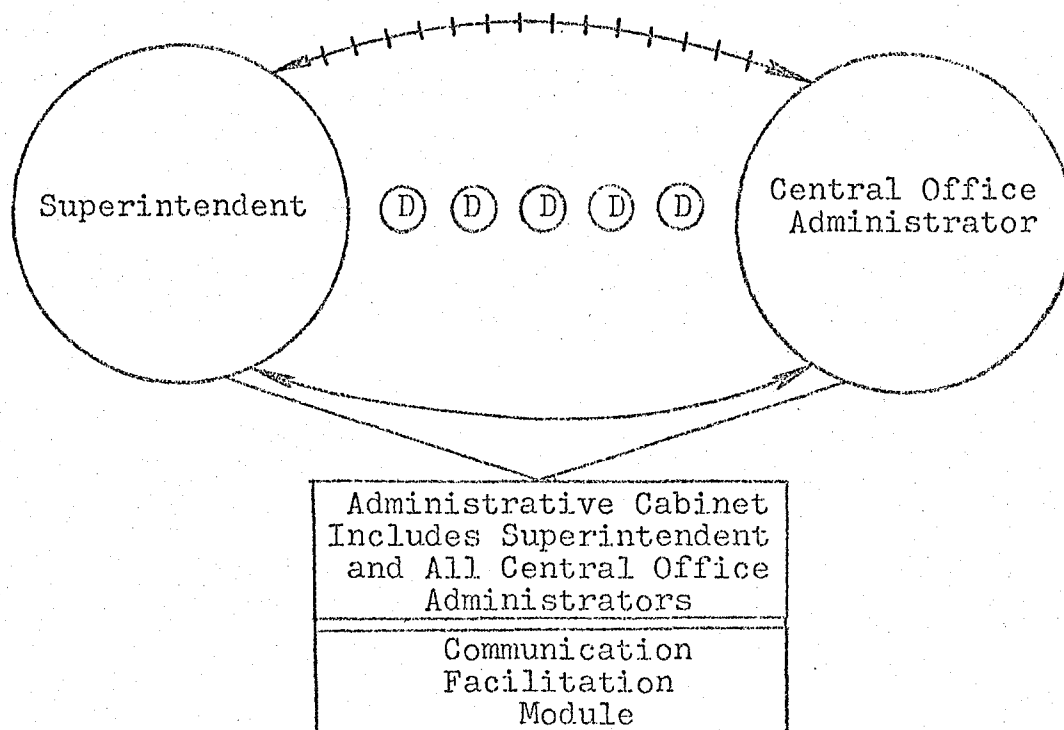 Superintendent
D D D D D
Central Office
Administrator
Administrative Cabinet
Includes Superintendent
and All Central Office
Administrators
Communication
Facilitation
Module